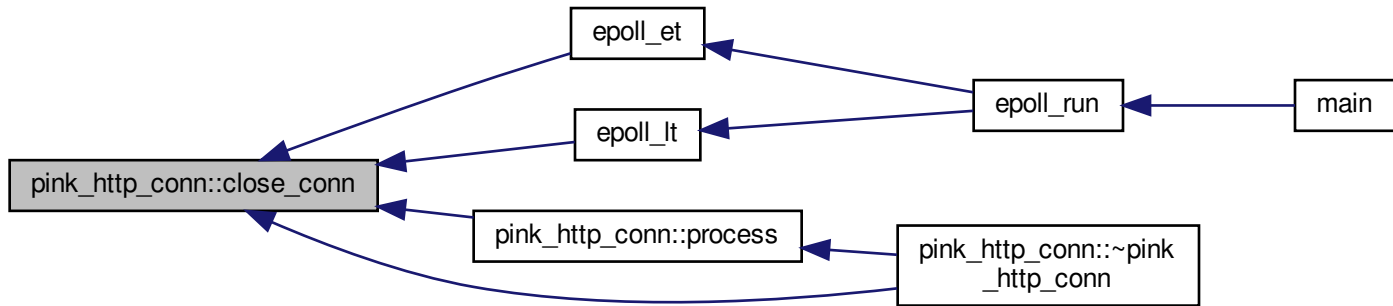 epoll_et
epoll_run
main
epoll_lt
pink_http_conn::close_conn
pink_http_conn::process
pink_http_conn::~pink
_http_conn